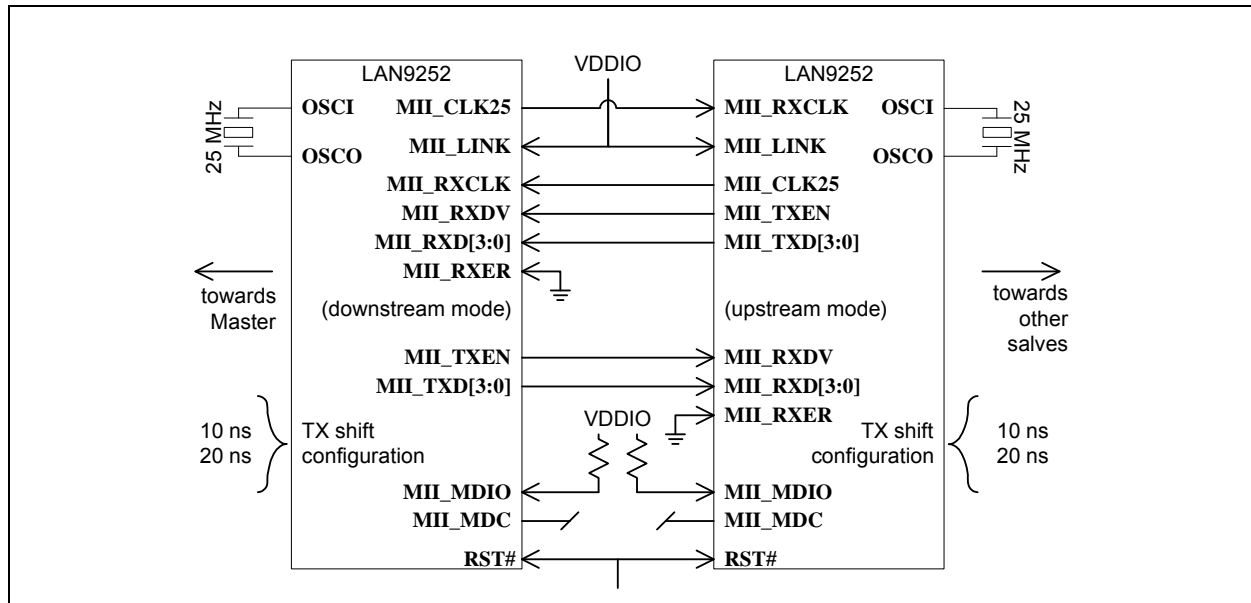 LAN9252
VDDIO
LAN9252
25 MHz
OSCI
MII_CLK25
MII_RXCLK
OSCI
25 MHz
OSCO
MII_LINK
MII_LINK
OSCO
MII_RXCLK
MII_CLK25
MII_RXDV
MII_TXEN
MII_RXD[3:0]
MII_TXD[3:0]
MII_RXER
towards
Master
(downstream mode)
(upstream mode)
towards
other
salves
MII_TXEN
MII_RXDV
MII_TXD[3:0]
MII_RXD[3:0]
VDDIO
MII_RXER
10 ns
20 ns
TX shift
configuration
TX shift
configuration
10 ns
20 ns
MII_MDIO
MII_MDIO
MII_MDC
MII_MDC
RST#
RST#